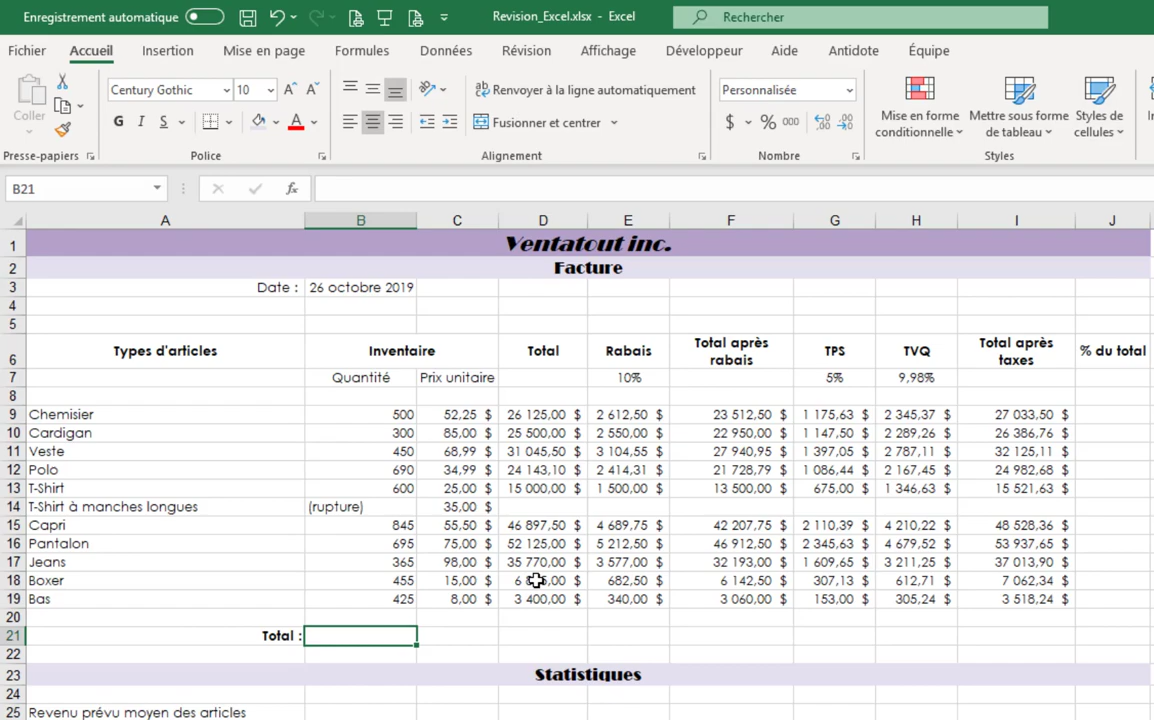 Enregistrement automatique Revision_Excel.xlsx - Excel Rechercher
Fichier Accueil Insertion Mise en page Formules Données Révision Affichage Développeur Aide Antidote Équipe
Coller Century Gothic 10 A A ab Renvoyer à la ligne automatiquement Personnalisée
G I S A Fusionner et centrer $ % 000 Mise en forme conditionnelle Mettre sous forme de tableau Styles de cellules
Presse-papiers Police Alignement Nombre Styles
B21 fx
A B C D E F G H I J
1 Ventatout inc.
2 Facture
3 Date : 26 octobre 2019
4
5
6 Types d'articles Inventaire Total Rabais Total après rabais TPS TVQ Total après taxes % du total
7 Quantité Prix unitaire 10% 5% 9,98%
8
9 Chemisier 500 52,25 $ 26 125,00 $ 2 612,50 $ 23 512,50 $ 1 175,63 $ 2 345,37 $ 27 033,50 $
10 Cardigan 300 85,00 $ 25 500,00 $ 2 550,00 $ 22 950,00 $ 1 147,50 $ 2 289,26 $ 26 386,76 $
11 Veste 450 68,99 $ 31 045,50 $ 3 104,55 $ 27 940,95 $ 1 397,05 $ 2 787,11 $ 32 125,11 $
12 Polo 690 34,99 $ 24 143,10 $ 2 414,31 $ 21 728,79 $ 1 086,44 $ 2 167,45 $ 24 982,68 $
13 T-Shirt 600 25,00 $ 15 000,00 $ 1 500,00 $ 13 500,00 $ 675,00 $ 1 346,63 $ 15 521,63 $
14 T-Shirt à manches longues (rupture) 35,00 $
15 Capri 845 55,50 $ 46 897,50 $ 4 689,75 $ 42 207,75 $ 2 110,39 $ 4 210,22 $ 48 528,36 $
16 Pantalon 695 75,00 $ 52 125,00 $ 5 212,50 $ 46 912,50 $ 2 345,63 $ 4 679,52 $ 53 937,65 $
17 Jeans 365 98,00 $ 35 770,00 $ 3 577,00 $ 32 193,00 $ 1 609,65 $ 3 211,25 $ 37 013,90 $
18 Boxer 455 15,00 $ 682,50 $ 6 142,50 $ 307,13 $ 612,71 $ 7 062,34 $
19 Bas 425 8,00 $ 3 400,00 $ 340,00 $ 3 060,00 $ 153,00 $ 305,24 $ 3 518,24 $
20
21 Total :
22
23 Statistiques
24
25 Revenu prévu moyen des articles